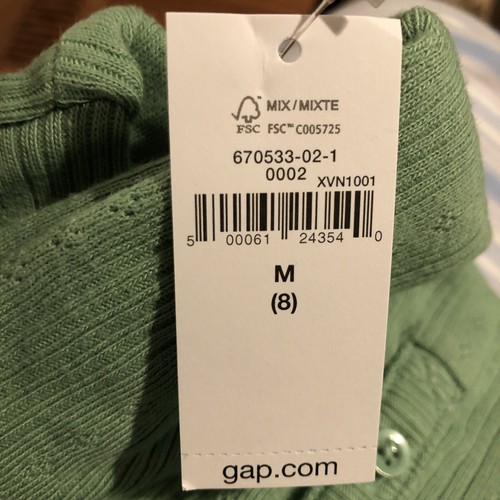 MIX / MIXTE
FSC FSC™ C005725
670533-02-1
0002 XVN1001
5 00061 24354 0
M
(8)
gap.com